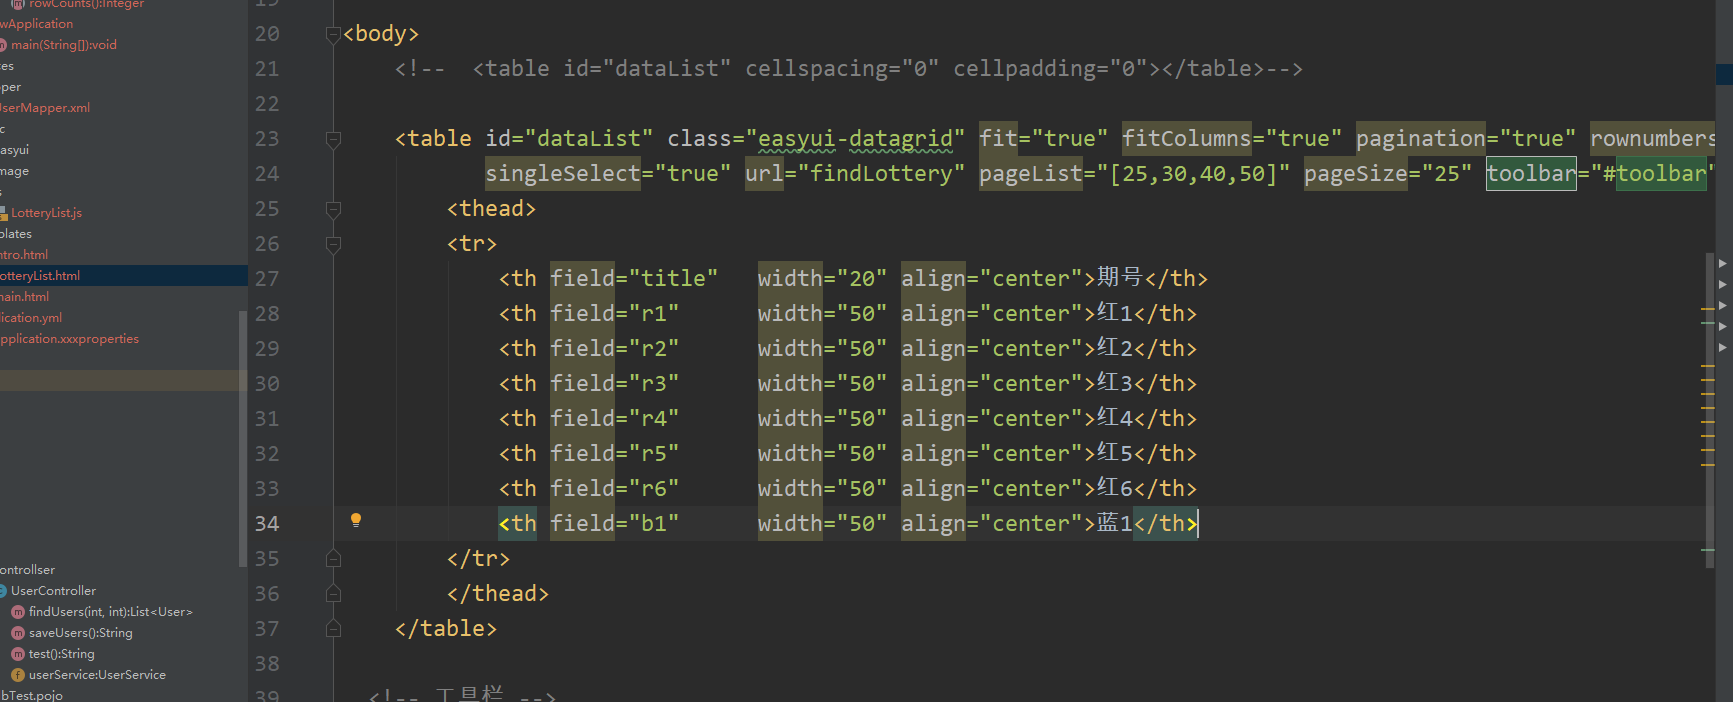 rowCounts():Integer
wApplication
main(String[]):void
ces
pper
UserMapper.xml
c
asyui
mage
s
LotteryList.js
plates
ntro.html
otteryList.html
main.html
lication.yml
pplication.xxxproperties
ontrollser
UserController
findUsers(int, int):List<User>
saveUsers():String
test():String
userService:UserService
bTest.pojo
19
20 <body>
21 <!--  <table id="dataList" cellspacing="0" cellpadding="0"></table>-->
22
23 <table id="dataList" class="easyui-datagrid" fit="true" fitColumns="true" pagination="true" rownumbers
24 singleSelect="true" url="findLottery" pageList="[25,30,40,50]" pageSize="25" toolbar="#toolbar"
25 <thead>
26 <tr>
27 <th field="title"   width="20" align="center">期号</th>
28 <th field="r1"      width="50" align="center">红1</th>
29 <th field="r2"      width="50" align="center">红2</th>
30 <th field="r3"      width="50" align="center">红3</th>
31 <th field="r4"      width="50" align="center">红4</th>
32 <th field="r5"      width="50" align="center">红5</th>
33 <th field="r6"      width="50" align="center">红6</th>
34 <th field="b1"      width="50" align="center">蓝1</th>
35 </tr>
36 </thead>
37 </table>
38
39 <!-- 工具栏 -->